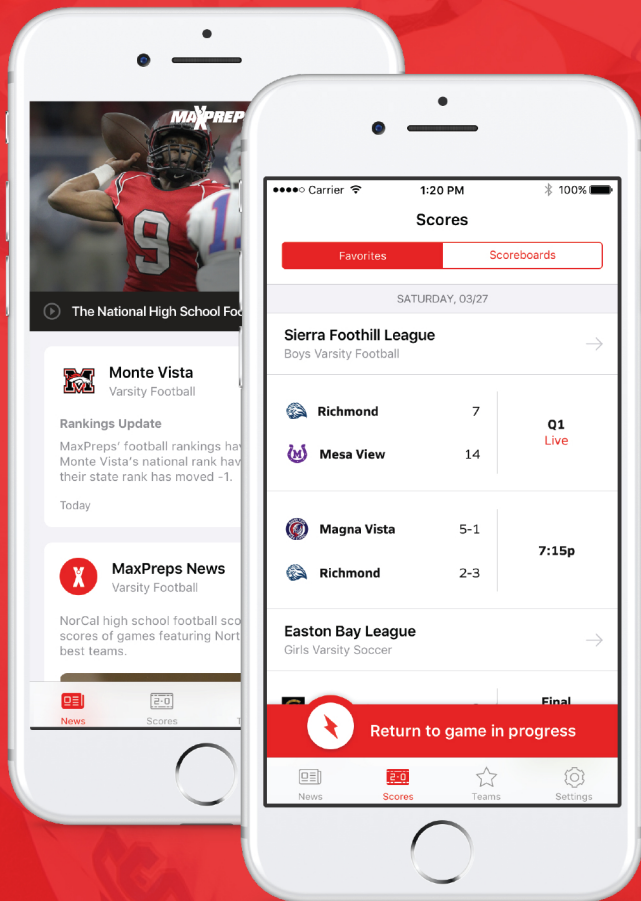 MAXPREP
9
The National High School Foo
Monte Vista
Varsity Football
Rankings Update
MaxPreps' football rankings hav
Monte Vista's national rank hav
their state rank has moved -1.
Today
MaxPreps News
Varsity Football
NorCal high school football sco
scores of games featuring Nort
best teams.
News
Scores
T
Carrier
1:20 PM
100%
Scores
Favorites
Scoreboards
SATURDAY, 03/27
Sierra Foothill League
Boys Varsity Football
Richmond 7
Mesa View 14
Q1
Live
Magna Vista 5-1
Richmond 2-3
7:15p
Easton Bay League
Girls Varsity Soccer
Final
Return to game in progress
News
Scores
Teams
Settings